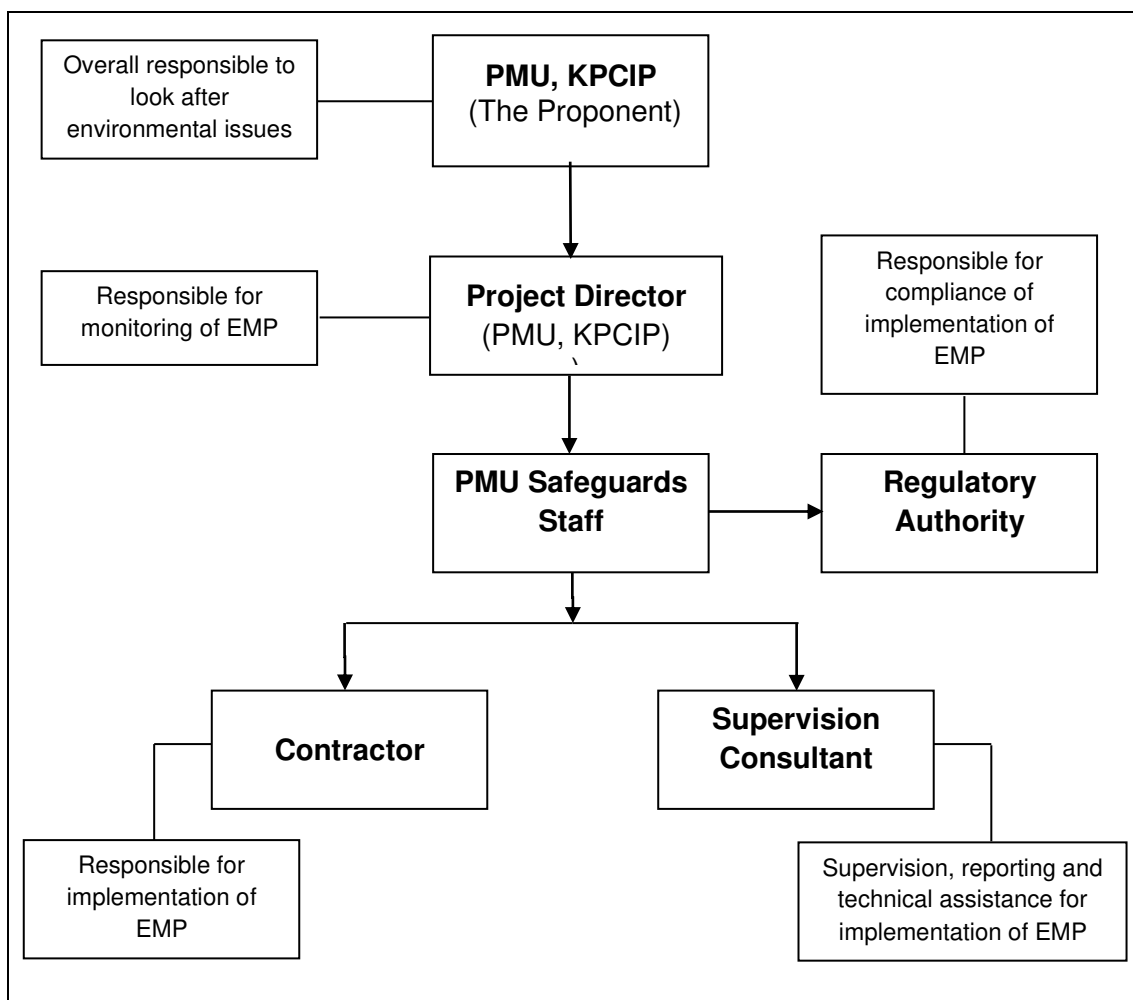 Overall responsible to
look after
environmental issues
PMU, KPCIP
(The Proponent)
Responsible for
monitoring of EMP
Project Director
(PMU, KPCIP)
Responsible for
compliance of
implementation of
EMP
PMU Safeguards
Staff
Regulatory
Authority
Contractor
Supervision
Consultant
Responsible for
implementation of
EMP
Supervision, reporting and
technical assistance for
implementation of EMP